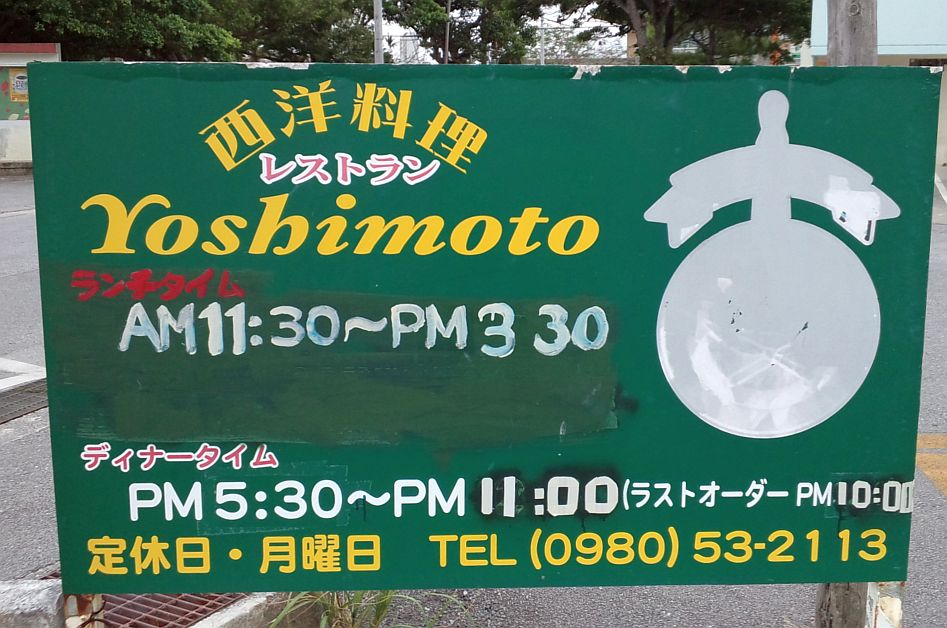 西洋料理
レストラン
Yoshimoto
ランチタイム
AM11:30～PM 3 30
ディナータイム
PM5:30～PM11:00(ラストオーダー PM10:00
定休日・月曜日 TEL (0980) 53-2113